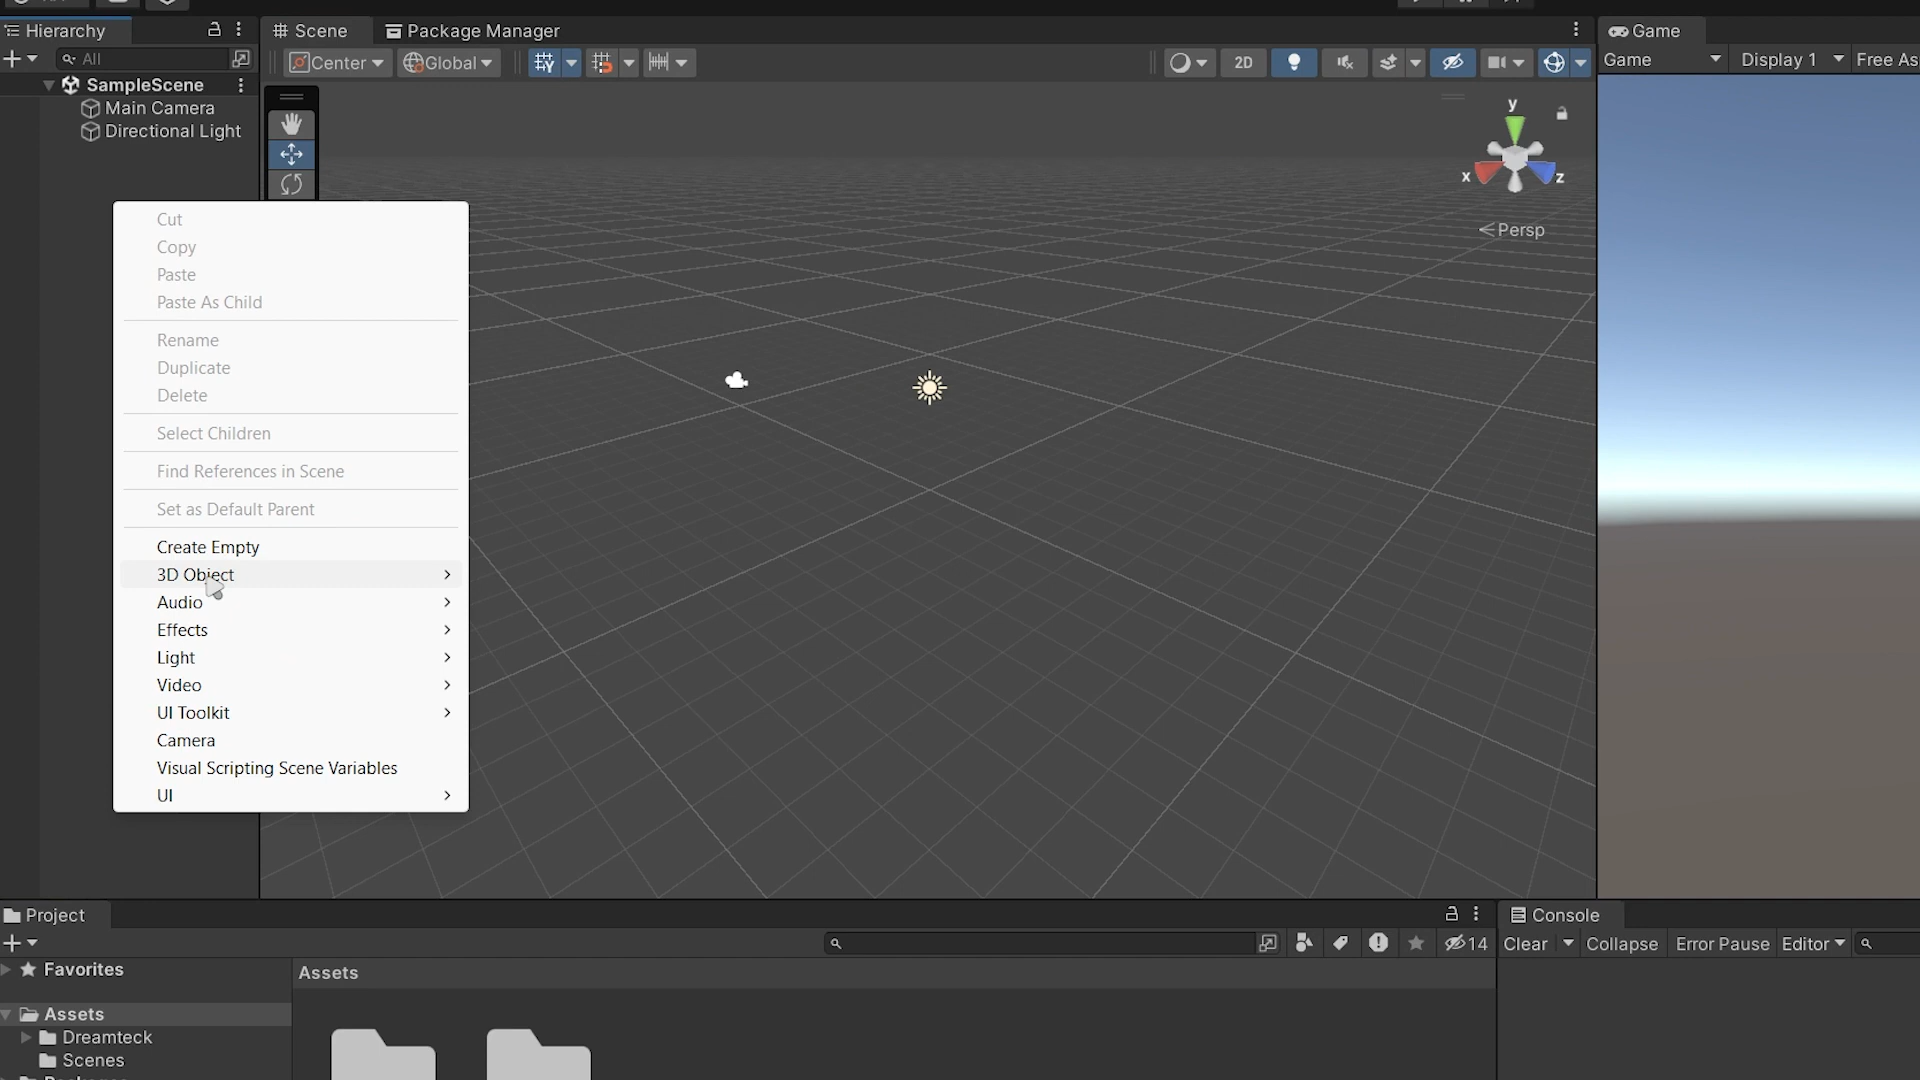 Hierarchy
Scene
Package Manager
Game
All
Center
Global
2D
Game
Display 1
Free As
SampleScene
Main Camera
Directional Light
y
x
z
Persp
Cut
Copy
Paste
Paste As Child
Rename
Duplicate
Delete
Select Children
Find References in Scene
Set as Default Parent
Create Empty
3D Object
Audio
Effects
Light
Video
UI Toolkit
Camera
Visual Scripting Scene Variables
UI
Project
Console
14
Clear
Collapse
Error Pause
Editor
Favorites
Assets
Assets
Dreamteck
Scenes